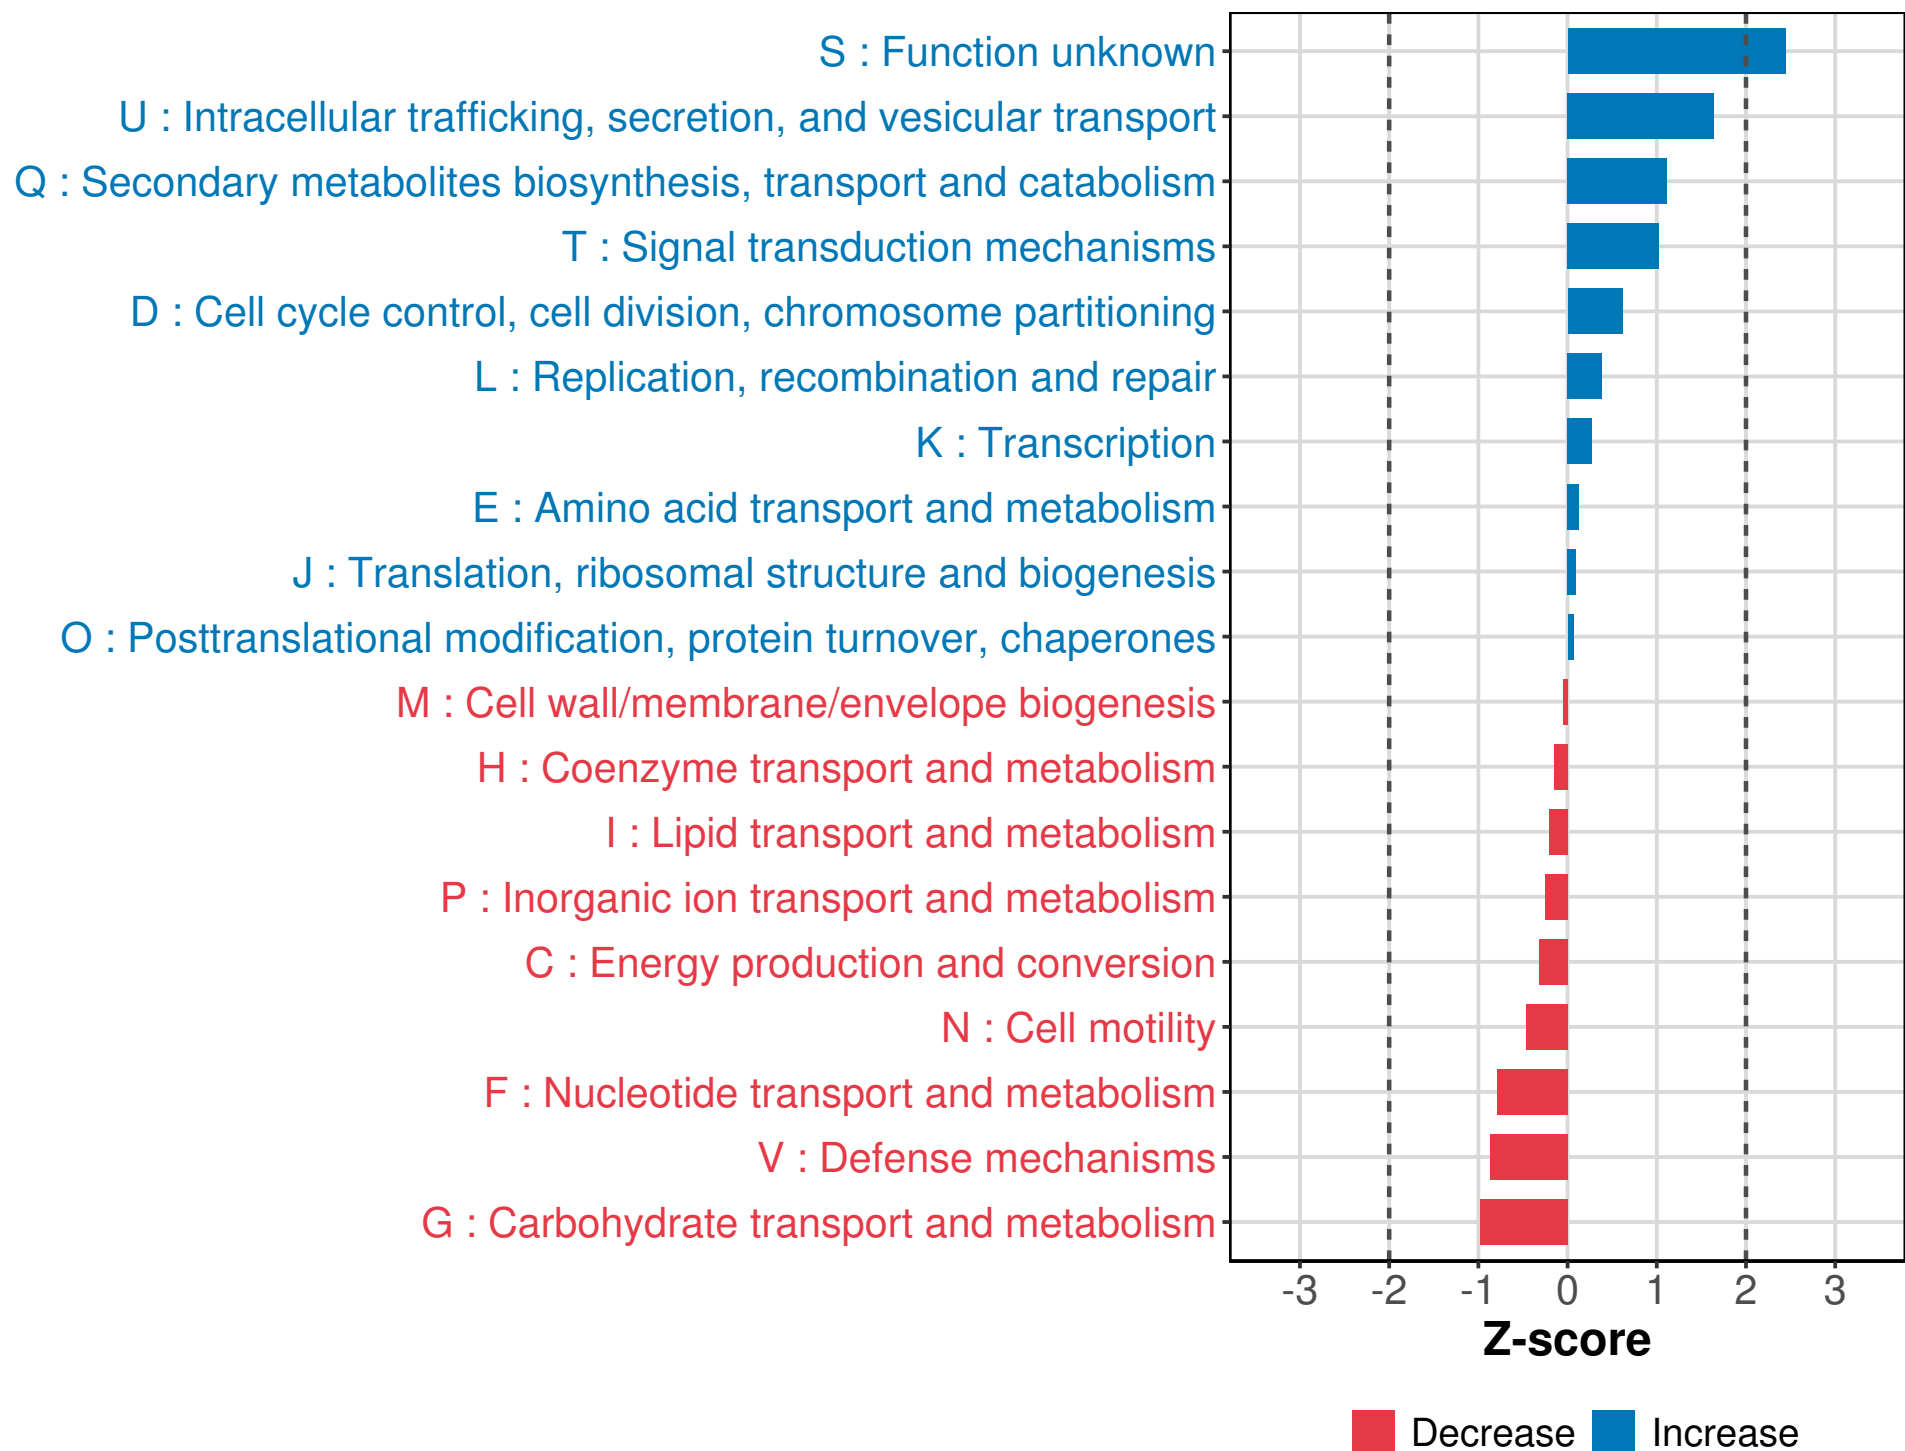 S : Function unknown
U : Intracellular trafficking, secretion, and vesicular transport
Q : Secondary metabolites biosynthesis, transport and catabolism
T : Signal transduction mechanisms
D : Cell cycle control, cell division, chromosome partitioning
L : Replication, recombination and repair
K : Transcription
E : Amino acid transport and metabolism
J : Translation, ribosomal structure and biogenesis
O : Posttranslational modification, protein turnover, chaperones
M : Cell wall/membrane/envelope biogenesis
H : Coenzyme transport and metabolism
I : Lipid transport and metabolism
P : Inorganic ion transport and metabolism
C : Energy production and conversion
N : Cell motility
F : Nucleotide transport and metabolism
V : Defense mechanisms
G : Carbohydrate transport and metabolism
-3 -2 -1 0 1 2 3
Z-score
Decrease Increase